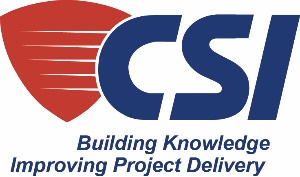 CSI
Building Knowledge
Improving Project Delivery